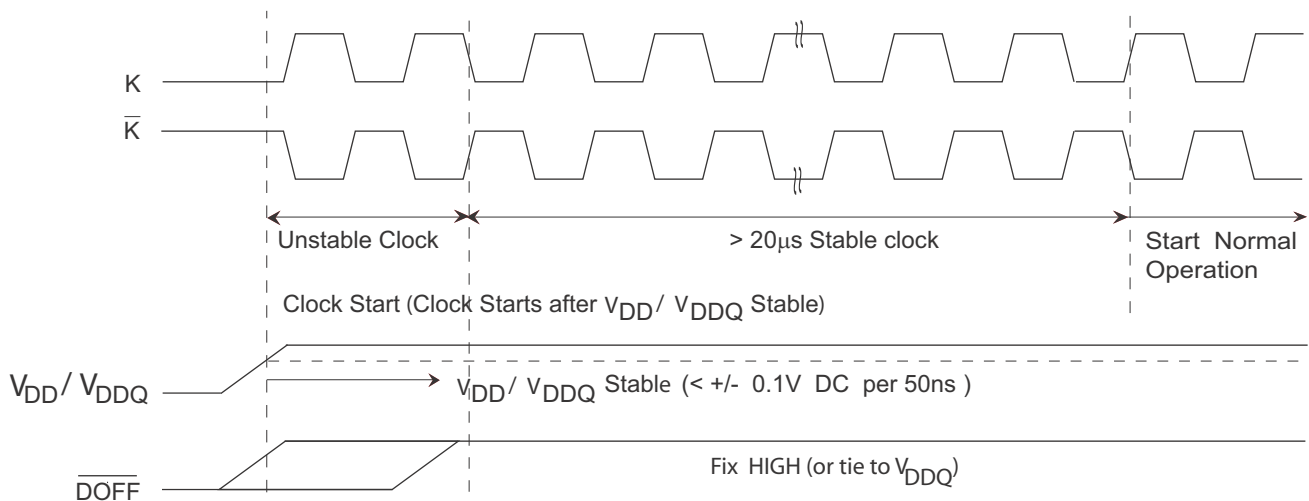 K
K̅
Unstable Clock
> 20μs Stable clock
Start Normal
Operation
Clock Start (Clock Starts after VDD / VDDQ Stable)
VDD / VDDQ
VDD / VDDQ Stable (< +/- 0.1V DC per 50ns )
Fix HIGH (or tie to VDDQ)
D̅O̅F̅F̅